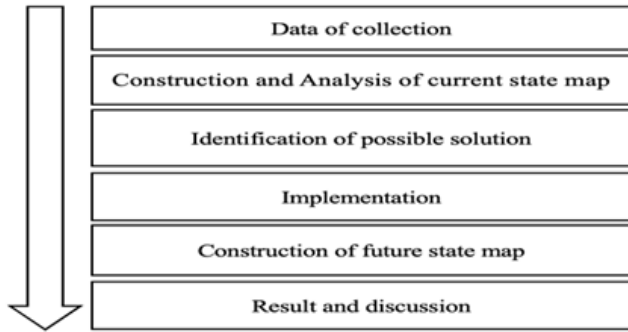 Data of collection
Construction and Analysis of current state map
Identification of possible solution
Implementation
Construction of future state map
Result and discussion